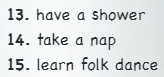 13. have a shower
14. take a nap
15. learn folk dance